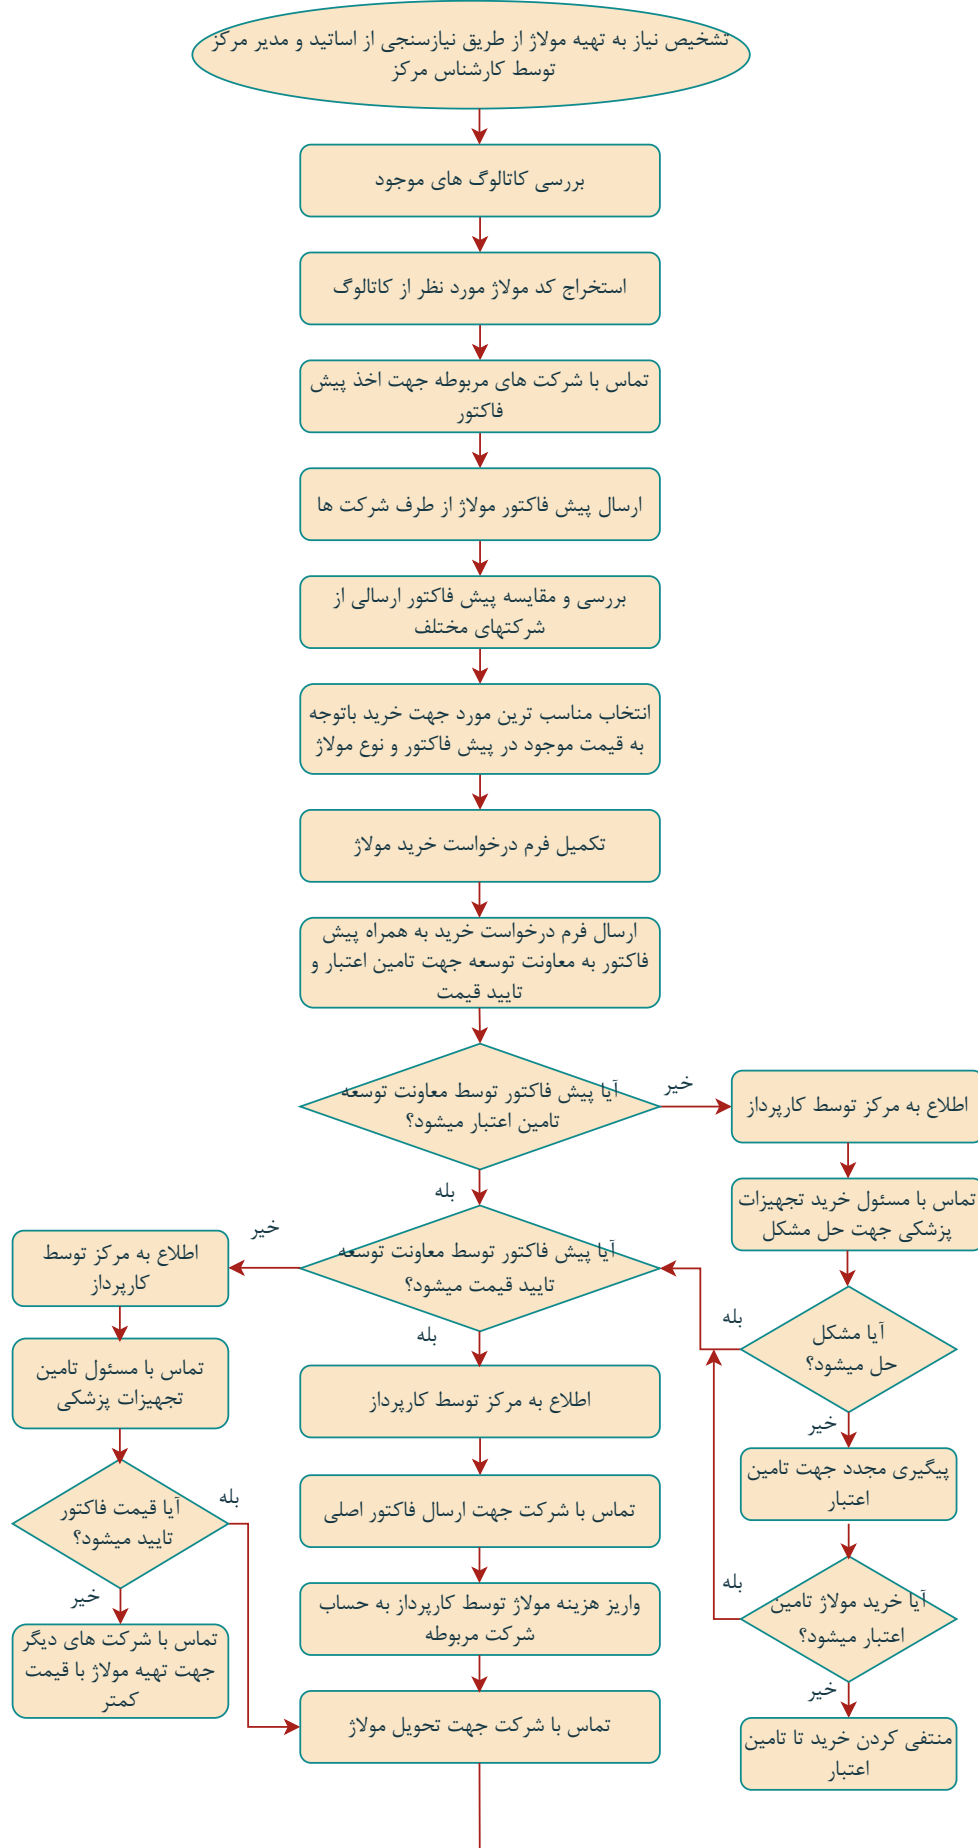 تشخیص نیاز به تهیه مولاژ از طریق نیازسنجی از اساتید و مدیر مرکز
توسط کارشناس مرکز
بررسی کاتالوگ های موجود
استخراج کد مولاژ مورد نظر از کاتالوگ
تماس با شرکت های مربوطه جهت اخذ پیش
فاکتور
ارسال پیش فاکتور مولاژ از طرف شرکت ها
بررسی و مقایسه پیش فاکتور ارسالی از
شرکتهای مختلف
انتخاب مناسب ترین مورد جهت خرید باتوجه
به قیمت موجود در پیش فاکتور و نوع مولاژ
تکمیل فرم درخواست خرید مولاژ
ارسال فرم درخواست خرید به همراه پیش
فاکتور به معاونت توسعه جهت تامین اعتبار و
تایید قیمت
آیا پیش فاکتور توسط معاونت توسعه
تامین اعتبار میشود؟
خیر
اطلاع به مرکز توسط کارپرداز
تماس با مسئول خرید تجهیزات
پزشکی جهت حل مشکل
بله
آیا پیش فاکتور توسط معاونت توسعه
تایید قیمت میشود؟
خیر
اطلاع به مرکز توسط
کارپرداز
آیا مشکل
حل میشود؟
بله
بله
تماس با مسئول تامین
تجهیزات پزشکی
اطلاع به مرکز توسط کارپرداز
خیر
پیگیری مجدد جهت تامین
اعتبار
تماس با شرکت جهت ارسال فاکتور اصلی
آیا قیمت فاکتور
تایید میشود؟
بله
بله
آیا خرید مولاژ تامین
اعتبار میشود؟
واریز هزینه مولاژ توسط کارپرداز به حساب
شرکت مربوطه
خیر
تماس با شرکت های دیگر
جهت تهیه مولاژ با قیمت
کمتر
خیر
تماس با شرکت جهت تحویل مولاژ
منتفی کردن خرید تا تامین
اعتبار